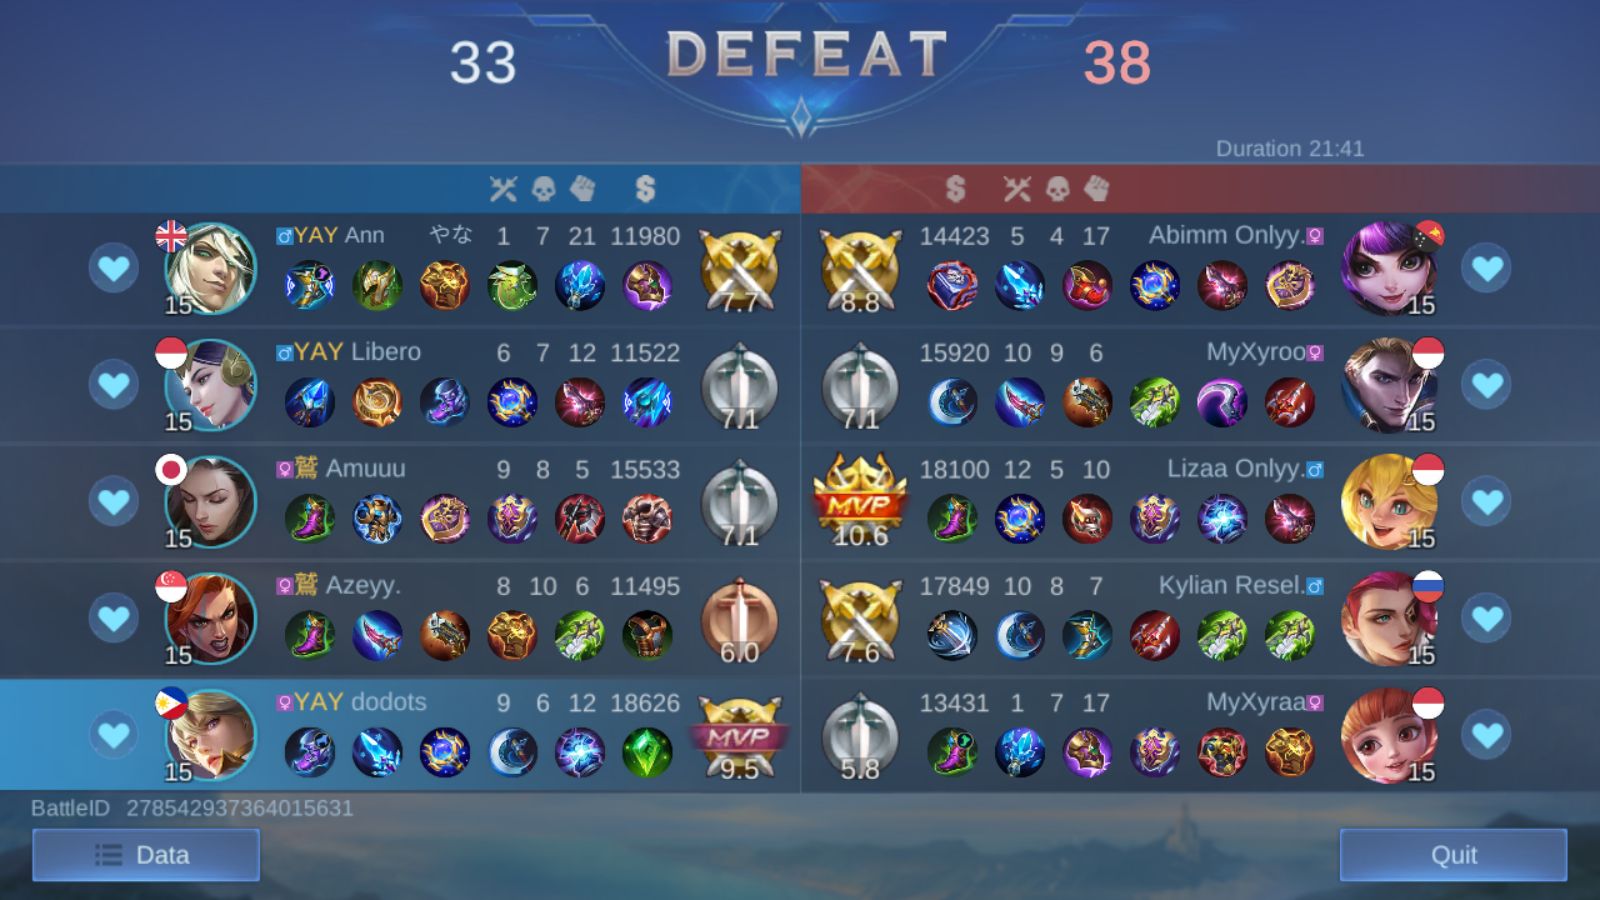 33 DEFEAT 38
Duration 21:41
YAY Ann やな 1 7 21 11980 7.7
15
8.8 14423 5 4 17 Abimm Onlyy.
15
YAY Libero 6 7 12 11522 7.1
15
7.1 15920 10 9 6 MyXyroo
15
鷲 Amuuu 9 8 5 15533 7.1
15
MVP 10.6 18100 12 5 10 Lizaa Onlyy.
15
鷲 Azeyy. 8 10 6 11495 6.0
15
7.6 17849 10 8 7 Kylian Resel.
15
YAY dodots 9 6 12 18626 MVP 9.5
15
5.8 13431 1 7 17 MyXyraa
15
BattleID 278542937364015631
Data
Quit